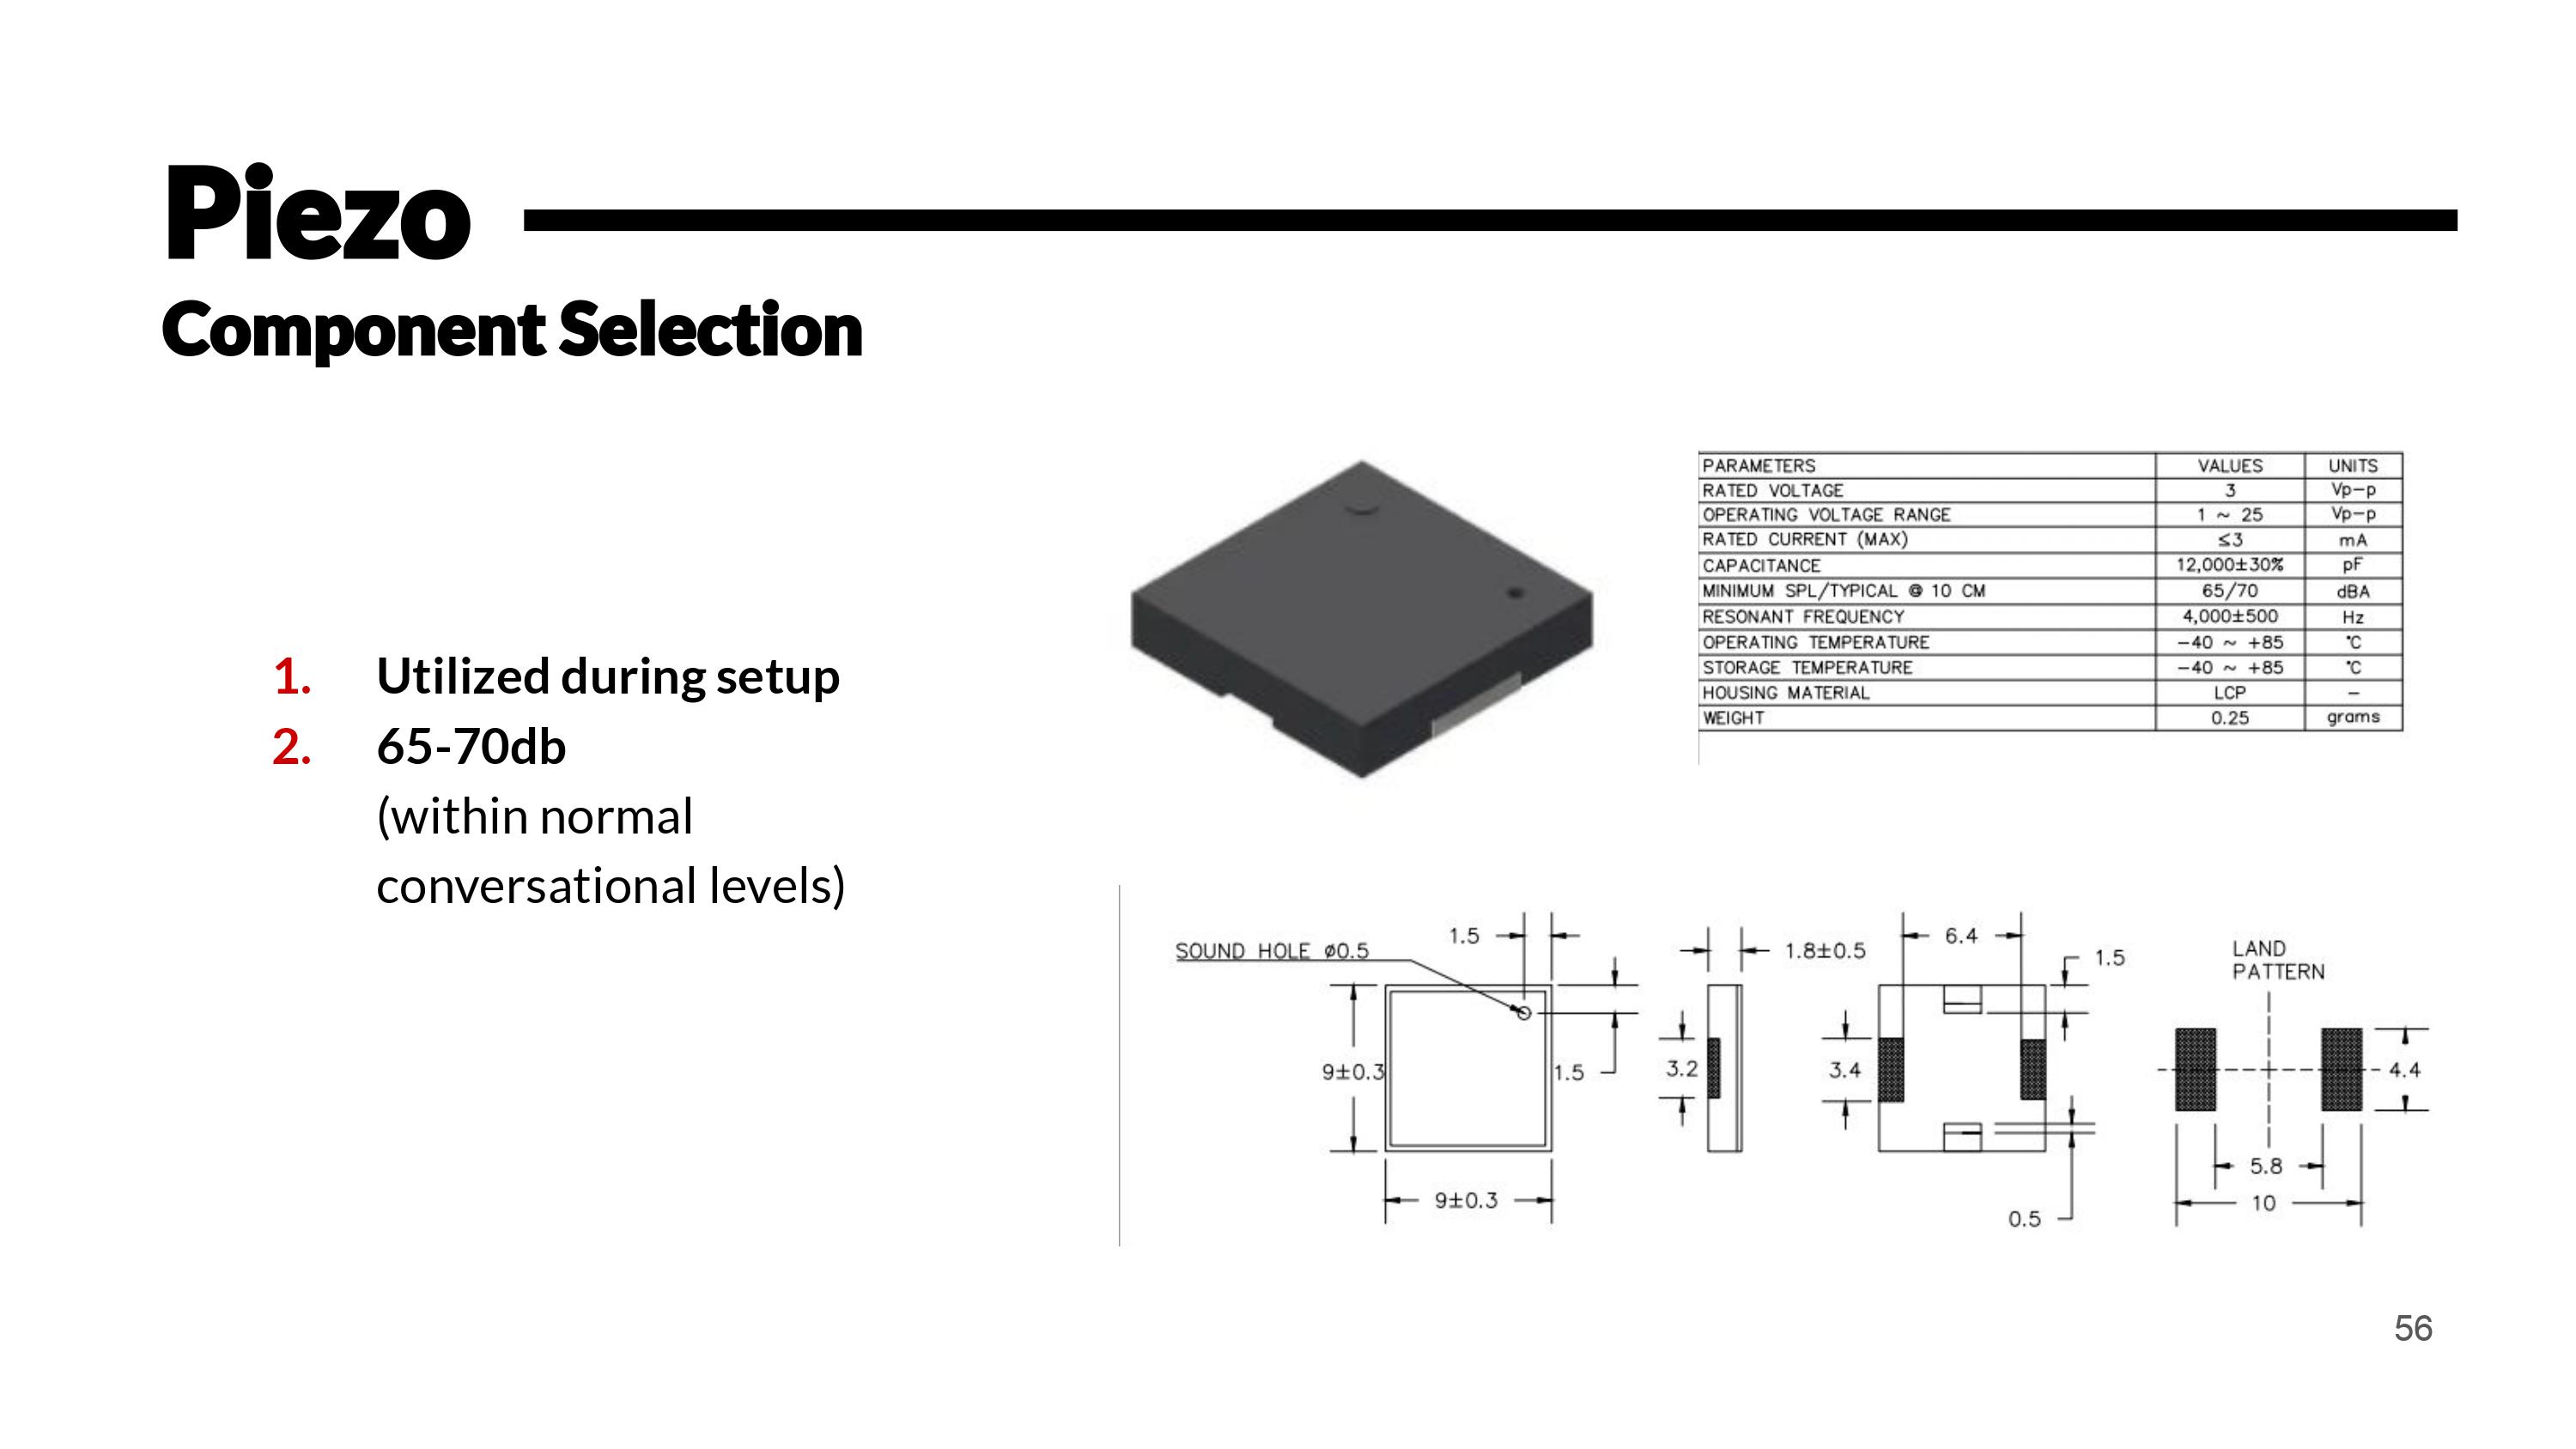 Piezo
Component Selection
1. Utilized during setup
2. 65-70db
(within normal
conversational levels)
PARAMETERS VALUES UNITS
RATED VOLTAGE 3 Vp-p
OPERATING VOLTAGE RANGE 1 ~ 25 Vp-p
RATED CURRENT (MAX) ≤3 mA
CAPACITANCE 12,000±30% pF
MINIMUM SPL/TYPICAL @ 10 CM 65/70 dBA
RESONANT FREQUENCY 4,000±500 Hz
OPERATING TEMPERATURE -40 ~ +85 °C
STORAGE TEMPERATURE -40 ~ +85 °C
HOUSING MATERIAL LCP -
WEIGHT 0.25 grams
SOUND HOLE ø0.5
1.5
9±0.3
1.5
9±0.3
1.8±0.5
3.2
6.4
1.5
3.4
0.5
LAND
PATTERN
4.4
5.8
10
56